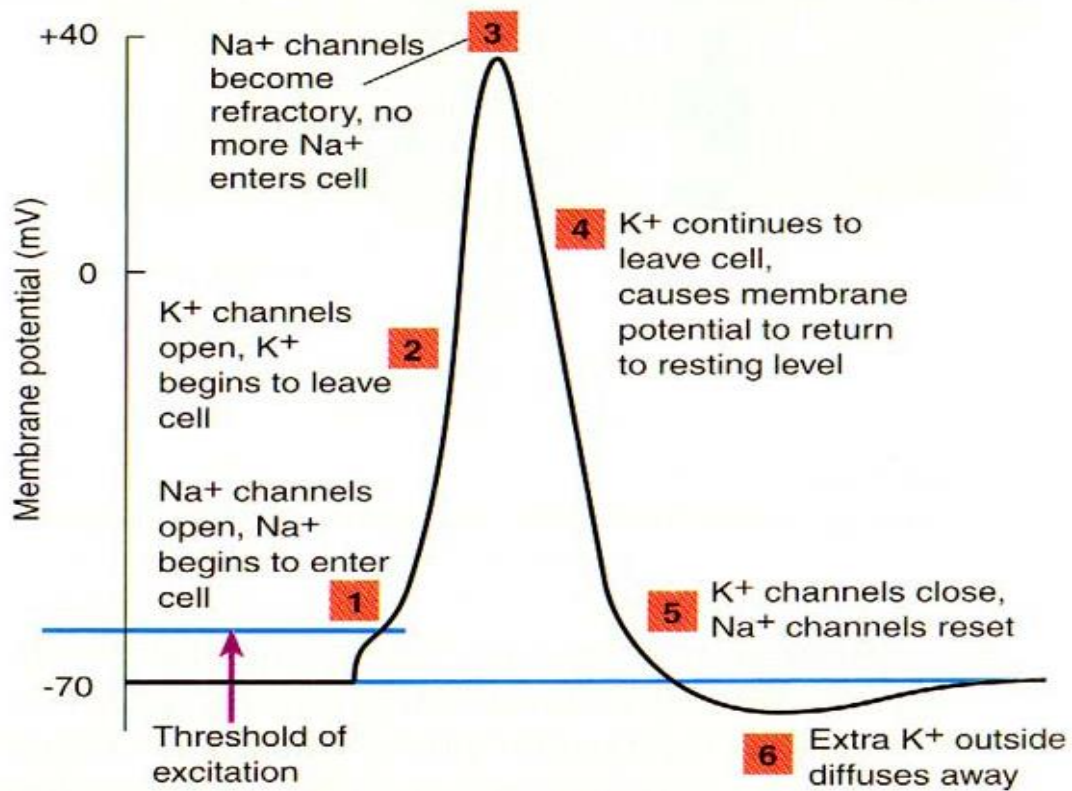 +40
Na+ channels
become
refractory, no
more Na+
enters cell
3
4
K+ continues to
leave cell,
causes membrane
potential to return
to resting level
Membrane potential (mV)
0
K+ channels
open, K+
begins to leave
cell
2
Na+ channels
open, Na+
begins to enter
cell
1
5
K+ channels close,
Na+ channels reset
-70
Threshold of
excitation
6
Extra K+ outside
diffuses away